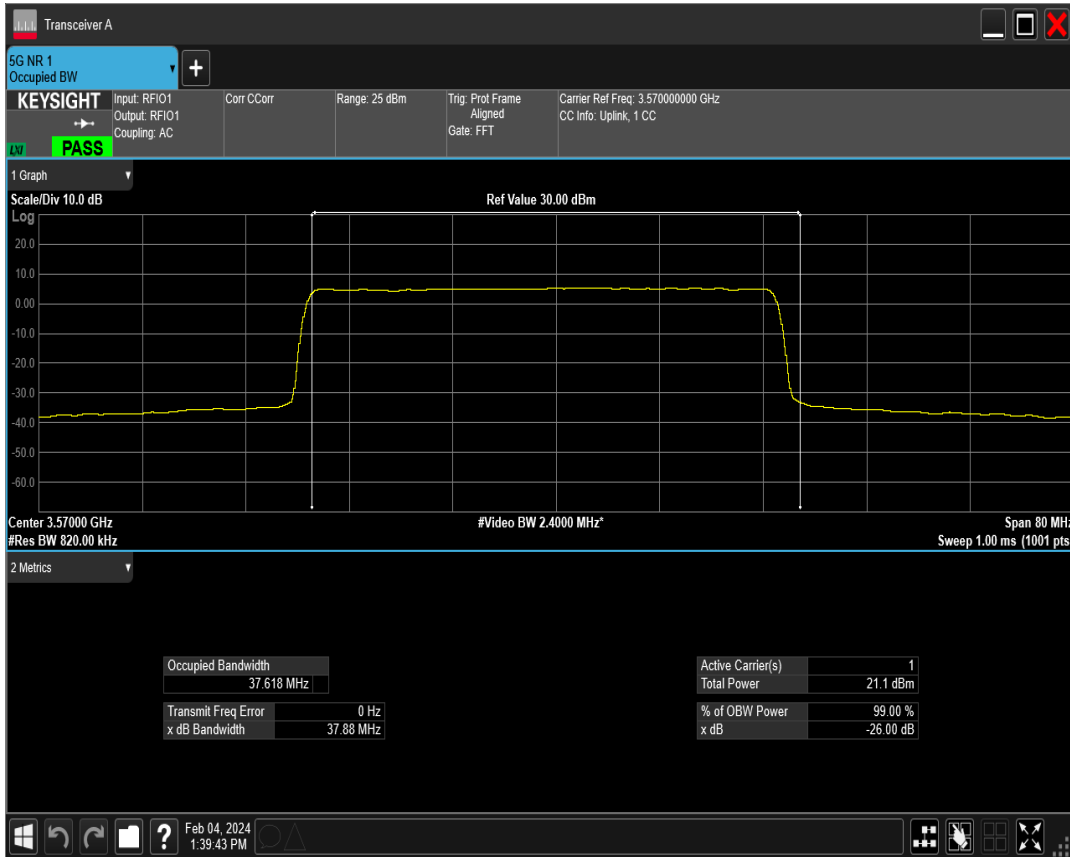 Transceiver A
5G NR 1
Occupied BW
KEYSIGHT
LXI
PASS
Input: RFIO1
Output: RFIO1
Coupling: AC
Corr CCorr
Range: 25 dBm
Trig: Prot Frame
Aligned
Gate: FFT
Carrier Ref Freq: 3.570000000 GHz
CC Info: Uplink, 1 CC
1 Graph
Scale/Div 10.0 dB
Ref Value 30.00 dBm
Log
20.0
10.0
0.00
-10.0
-20.0
-30.0
-40.0
-50.0
-60.0
Center 3.57000 GHz
#Video BW 2.4000 MHz*
Span 80 MHz
#Res BW 820.00 kHz
Sweep 1.00 ms (1001 pts
2 Metrics
Occupied Bandwidth
37.618 MHz
Transmit Freq Error 0 Hz
x dB Bandwidth 37.88 MHz
Active Carrier(s) 1
Total Power 21.1 dBm
% of OBW Power 99.00 %
x dB -26.00 dB
?
Feb 04, 2024
1:39:43 PM